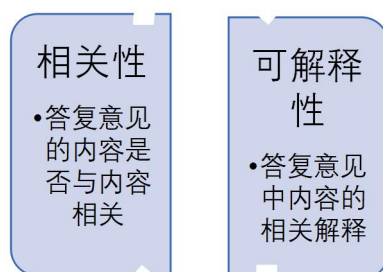 相关性
•答复意见
的内容是
否与内容
相关
可解释
性
•答复意见
中内容的
相关解释